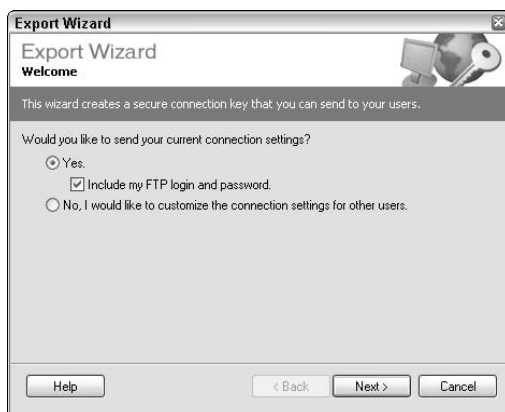 Export Wizard
Export Wizard
Welcome
This wizard creates a secure connection key that you can send to your users.
Would you like to send your current connection settings?
Yes.
Include my FTP login and password.
No, I would like to customize the connection settings for other users.
Help < Back Next > Cancel